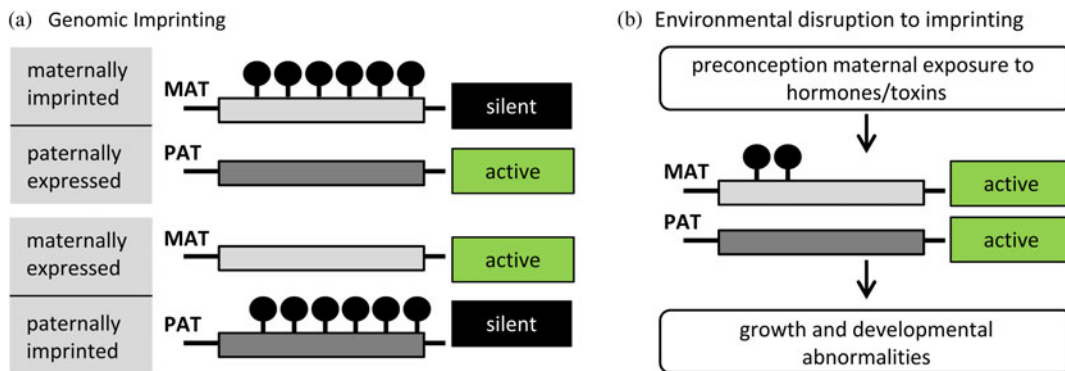 (a) Genomic Imprinting
maternally
imprinted
MAT
silent
paternally
expressed
PAT
active
maternally
expressed
MAT
active
paternally
imprinted
PAT
silent
(b) Environmental disruption to imprinting
preconception maternal exposure to
hormones/toxins
MAT
active
PAT
active
growth and developmental
abnormalities